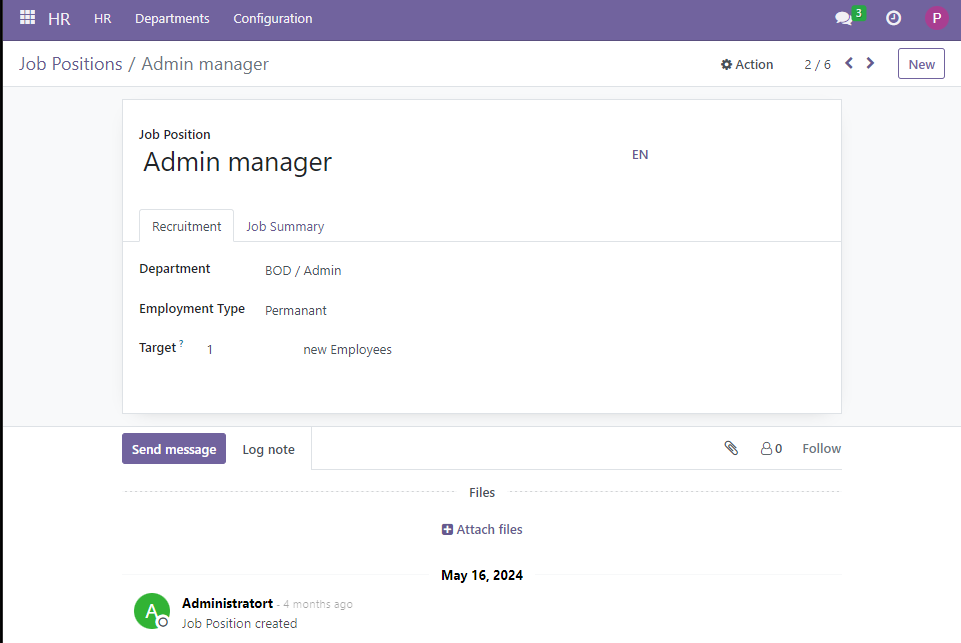 HR HR Departments Configuration 3 P
Job Positions / Admin manager Action 2 / 6 New
Job Position
Admin manager EN
Recruitment Job Summary
Department BOD / Admin
Employment Type Permanant
Target ? 1 new Employees
Send message Log note 0 Follow
Files
Attach files
May 16, 2024
A Administratort - 4 months ago
Job Position created